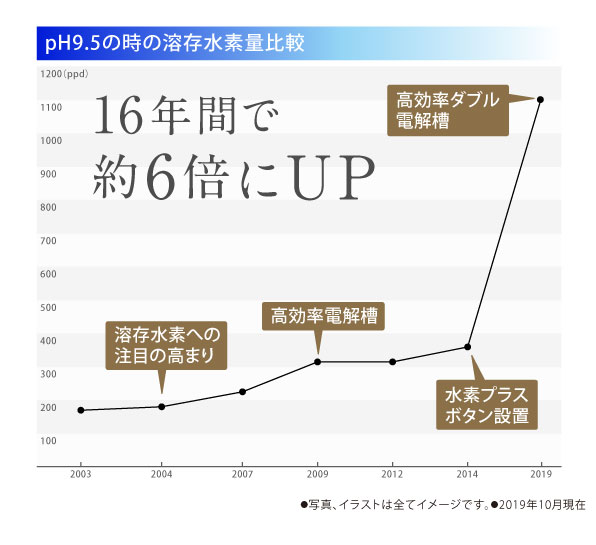 pH9.5の時の溶存水素量比較
1200(ppd)
1100
1000
900
800
700
600
500
400
300
200
100
16年間で
約6倍にUP
高効率ダブル
電解槽
高効率電解槽
溶存水素への
注目の高まり
水素プラス
ボタン設置
2003
2004
2007
2009
2012
2014
2019
●写真、イラストは全てイメージです。●2019年10月現在